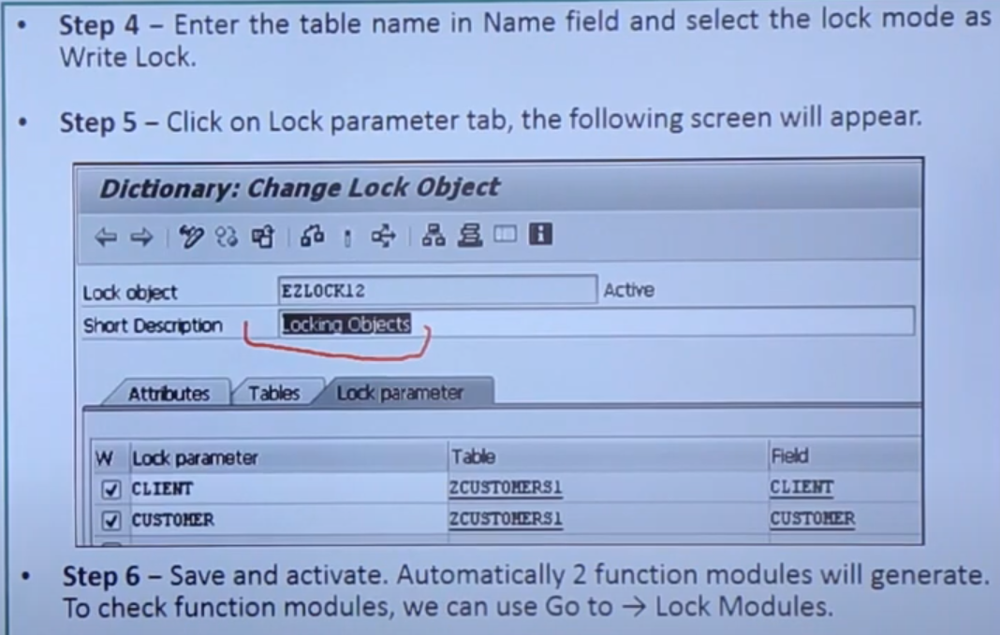 • Step 4 – Enter the table name in Name field and select the lock mode as
Write Lock.
• Step 5 – Click on Lock parameter tab, the following screen will appear.
Dictionary: Change Lock Object
Lock object EZLOCK12 Active
Short Description Locking Objects
Attributes Tables Lock parameter
W Lock parameter Table Field
CLIENT ZCUSTOMERS1 CLIENT
CUSTOMER ZCUSTOMERS1 CUSTOMER
• Step 6 – Save and activate. Automatically 2 function modules will generate.
To check function modules, we can use Go to → Lock Modules.